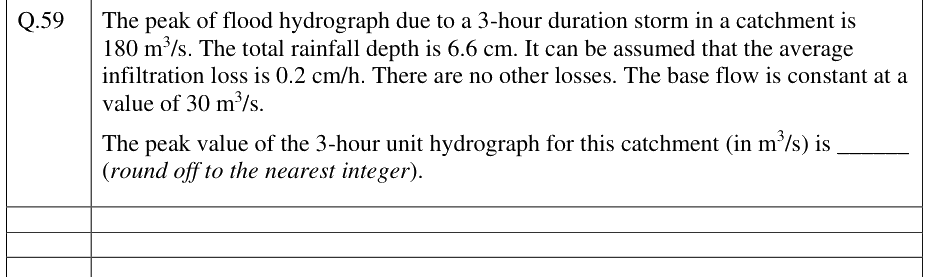 Q.59
The peak of flood hydrograph due to a 3-hour duration storm in a catchment is
180 m³/s. The total rainfall depth is 6.6 cm. It can be assumed that the average
infiltration loss is 0.2 cm/h. There are no other losses. The base flow is constant at a
value of 30 m³/s.
The peak value of the 3-hour unit hydrograph for this catchment (in m³/s) is ______
(round off to the nearest integer).